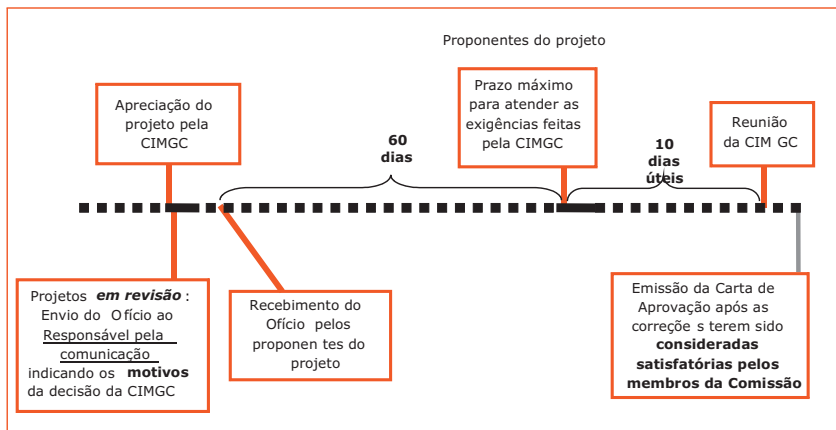 Proponentes do projeto
Apreciação do
projeto pela
CIMGC
60
dias
Prazo máximo
para atender as
exigências feitas
pela CIMGC
10
dias
úteis
Reunião
da CIM GC
Projetos em revisão :
Envio do Ofício ao
Responsável pela
comunicação
indicando os motivos
da decisão da CIMGC
Recebimento do
Ofício pelos
proponen tes do
projeto
Emissão da Carta de
Aprovação após as
correçõe s terem sido
consideradas
satisfatórias pelos
membros da Comissão